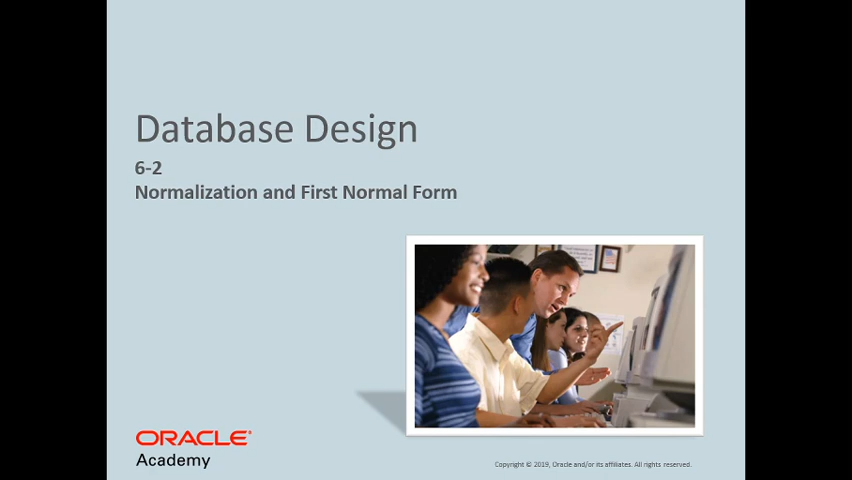 Database Design
6-2
Normalization and First Normal Form
ORACLE®
Academy
Copyright © 2019, Oracle and/or its affiliates. All rights reserved.